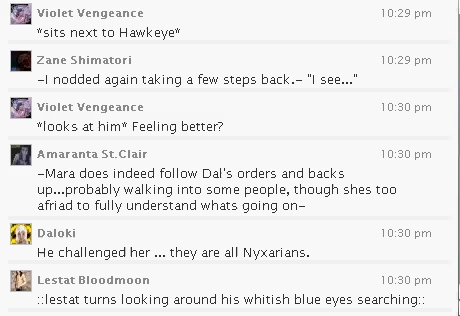 Violet Vengeance 10:29 pm
*sits next to Hawkeye*
Zane Shimatori 10:29 pm
~I nodded again taking a few steps back.~ "I see..."
Violet Vengeance 10:30 pm
*looks at him* Feeling better?
Amaranta St.Clair 10:30 pm
~Mara does indeed follow Dal's orders and backs
up...probably walking into some people, though shes too
afriad to fully understand whats going on~
Daloki 10:30 pm
He challenged her ... they are all Nyxarians.
Lestat Bloodmoon 10:30 pm
::lestat turns looking around his whitish blue eyes searching::